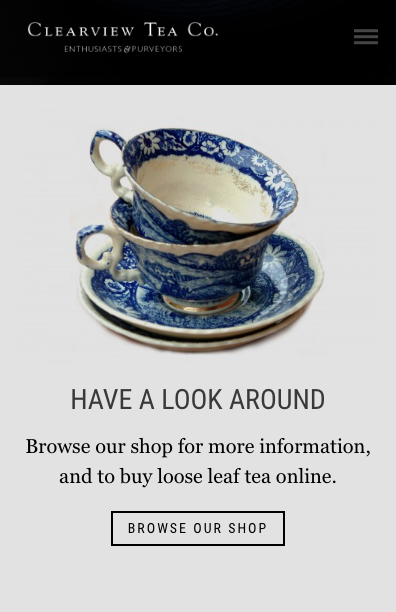 Clearview Tea Co.
ENTHUSIASTS & PURVEYORS
HAVE A LOOK AROUND
Browse our shop for more information,
and to buy loose leaf tea online.
BROWSE OUR SHOP